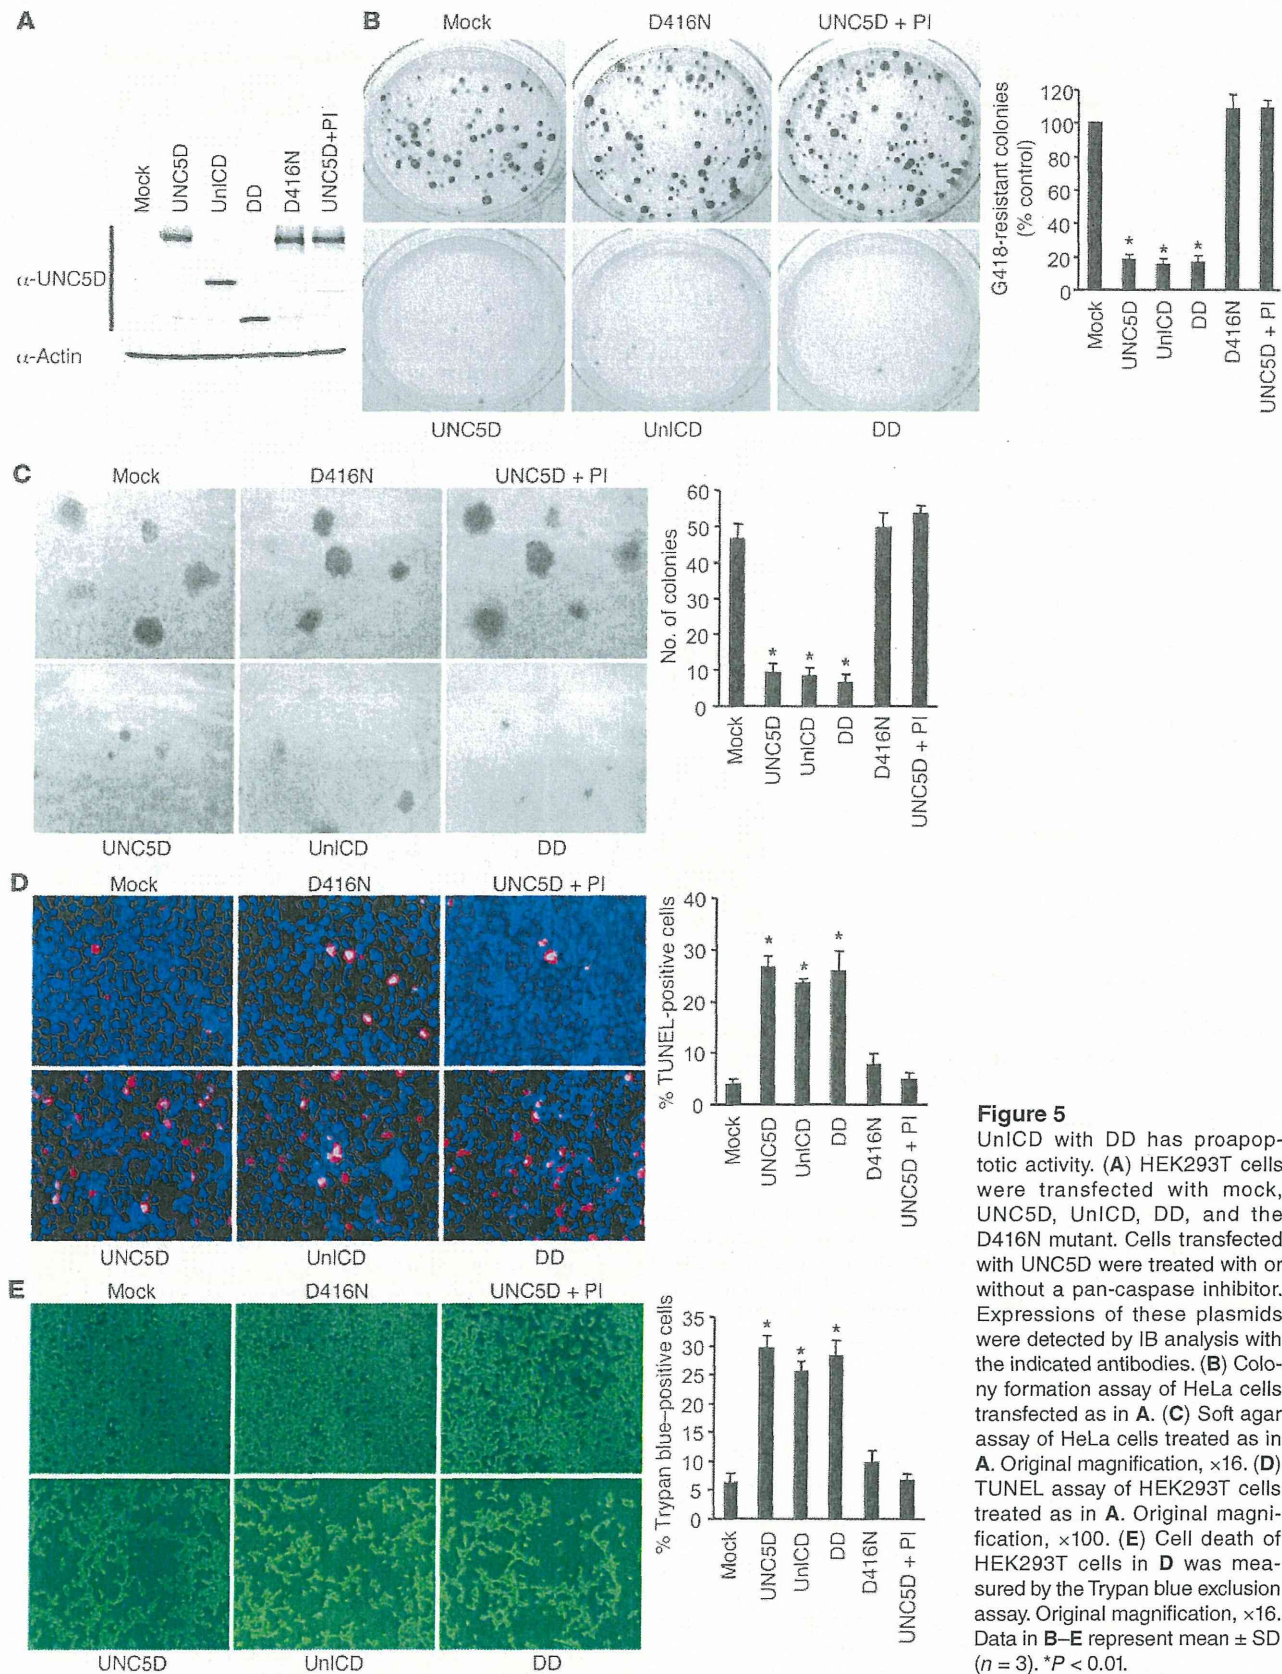 A
Mock
UNC5D
UnICD
DD
D416N
UNC5D+PI
α-UNC5D
α-Actin
B
Mock
D416N
UNC5D + PI
UNC5D
UnICD
DD
G418-resistant colonies
(% control)
120
100
80
60
40
20
0
*
*
*
Mock
UNC5D
UnICD
DD
D416N
UNC5D + PI
C
Mock
D416N
UNC5D + PI
UNC5D
UnICD
DD
No. of colonies
60
50
40
30
20
10
0
*
*
*
Mock
UNC5D
UnICD
DD
D416N
UNC5D + PI
D
Mock
D416N
UNC5D + PI
UNC5D
UnICD
DD
% TUNEL-positive cells
40
30
20
10
0
*
*
*
Mock
UNC5D
UnICD
DD
D416N
UNC5D + PI
E
Mock
D416N
UNC5D + PI
UNC5D
UnICD
DD
% Trypan blue–positive cells
35
30
25
20
15
10
5
0
*
*
*
Mock
UNC5D
UnICD
DD
D416N
UNC5D + PI
Figure 5
UnICD with DD has proapop-
totic activity. (A) HEK293T cells
were transfected with mock,
UNC5D, UnICD, DD, and the
D416N mutant. Cells transfected
with UNC5D were treated with or
without a pan-caspase inhibitor.
Expressions of these plasmids
were detected by IB analysis with
the indicated antibodies. (B) Colo-
ny formation assay of HeLa cells
transfected as in A. (C) Soft agar
assay of HeLa cells treated as in
A. Original magnification, ×16. (D)
TUNEL assay of HEK293T cells
treated as in A. Original magni-
fication, ×100. (E) Cell death of
HEK293T cells in D was mea-
sured by the Trypan blue exclusion
assay. Original magnification, ×16.
Data in B–E represent mean ± SD
(n = 3). *P < 0.01.